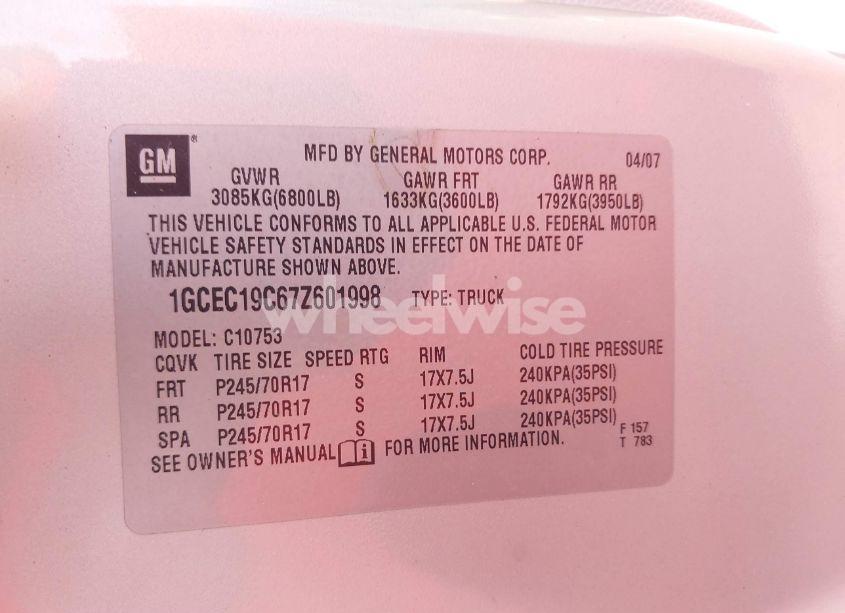 GM ®
MFD BY GENERAL MOTORS CORP. 04/07
GVWR GAWR FRT GAWR RR
3085KG(6800LB) 1633KG(3600LB) 1792KG(3950LB)
THIS VEHICLE CONFORMS TO ALL APPLICABLE U.S. FEDERAL MOTOR
VEHICLE SAFETY STANDARDS IN EFFECT ON THE DATE OF
MANUFACTURE SHOWN ABOVE.
1GCEC19C67Z601998 TYPE: TRUCK
wheelwise
MODEL: C10753
CQVK TIRE SIZE SPEED RTG RIM COLD TIRE PRESSURE
FRT P245/70R17 S 17X7.5J 240KPA(35PSI)
RR P245/70R17 S 17X7.5J 240KPA(35PSI)
SPA P245/70R17 S 17X7.5J 240KPA(35PSI)
F 157
T 783
SEE OWNER'S MANUAL i FOR MORE INFORMATION.